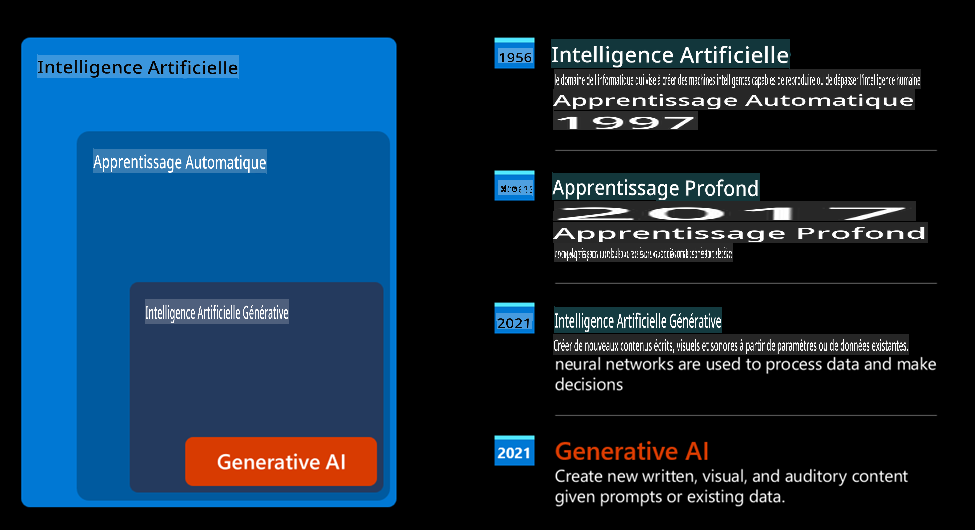 Intelligence Artificielle
Apprentissage Automatique
Intelligence Artificielle Générative
Generative AI
1956
Intelligence Artificielle
le domaine de l'informatique qui vise à créer des machines intelligentes capables de reproduire ou de dépasser l'intelligence humaine
Apprentissage Automatique
1997
Apprentissage Profond
2017
Apprentissage Profond
2021
Intelligence Artificielle Générative
Créer de nouveaux contenus écrits, visuels et sonores à partir de paramètres ou de données existantes.
neural networks are used to process data and make
decisions
2021
Generative AI
Create new written, visual, and auditory content
given prompts or existing data.